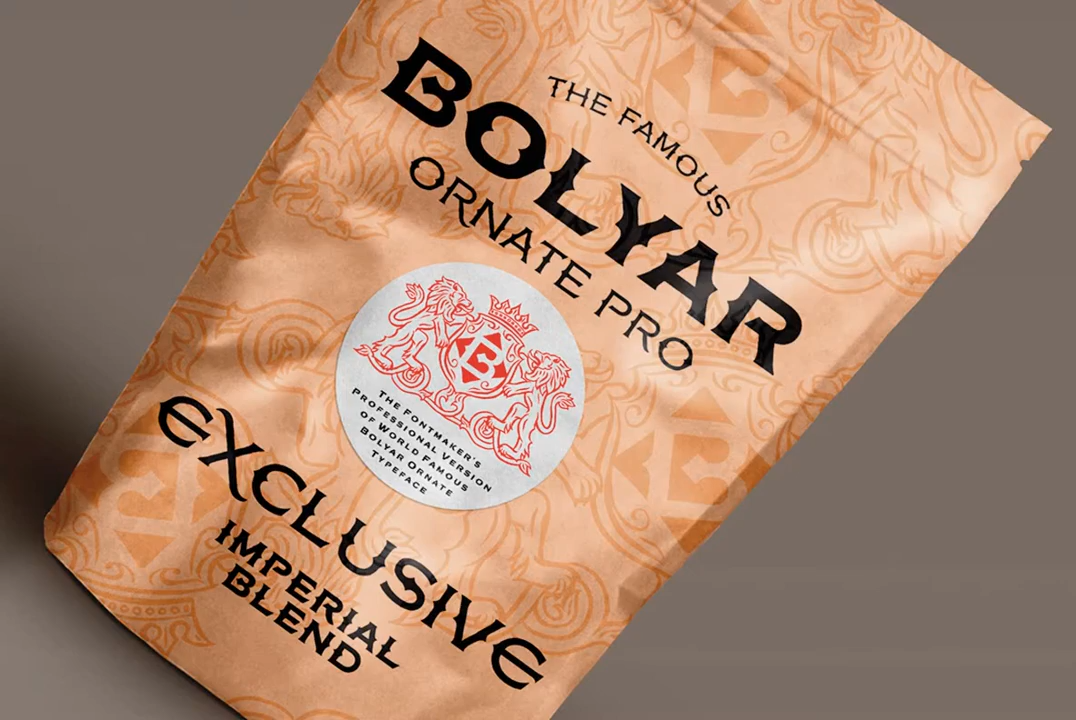 THE FAMOUS
BOLYAR
ORNATE PRO
B
THE FONTMAKER'S
PROFESSIONAL VERSION
OF WORLD FAMOUS
BOLYAR ORNATE
TYPEFACE
EXCLUSIVE
IMPERIAL
BLEND